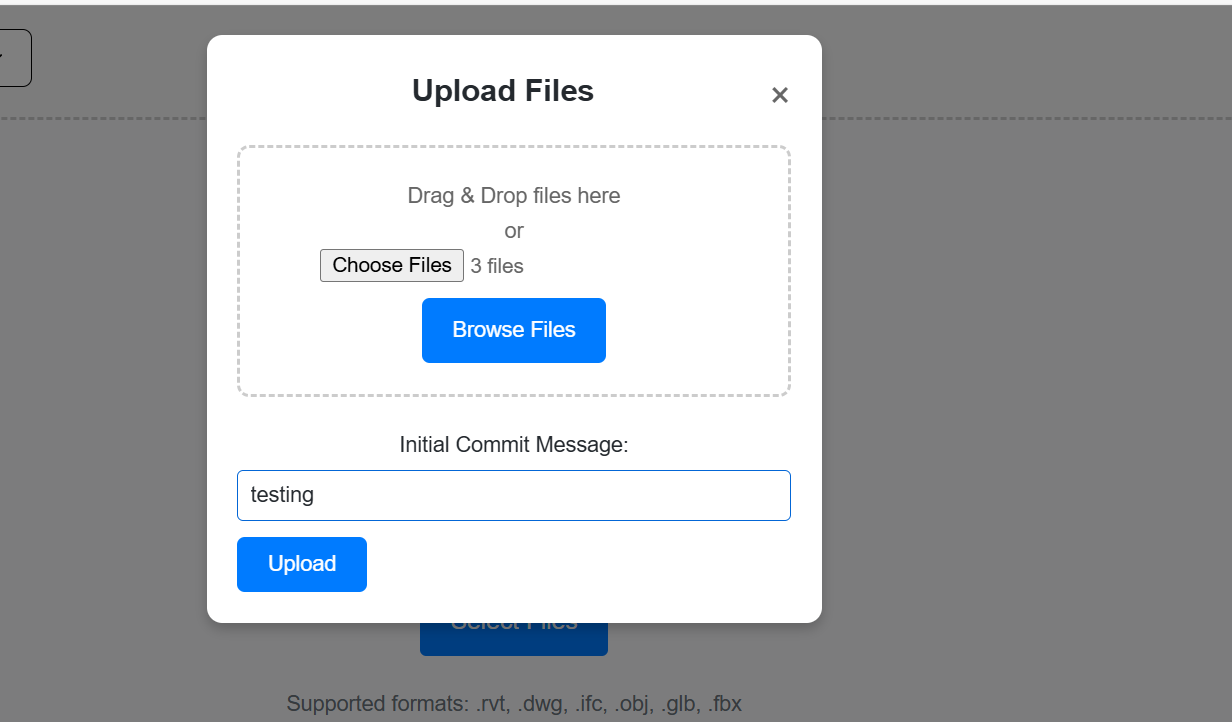 Upload Files
×
Drag & Drop files here
or
Choose Files 3 files
Browse Files
Initial Commit Message:
testing
Upload
Select Files
Supported formats: .rvt, .dwg, .ifc, .obj, .glb, .fbx